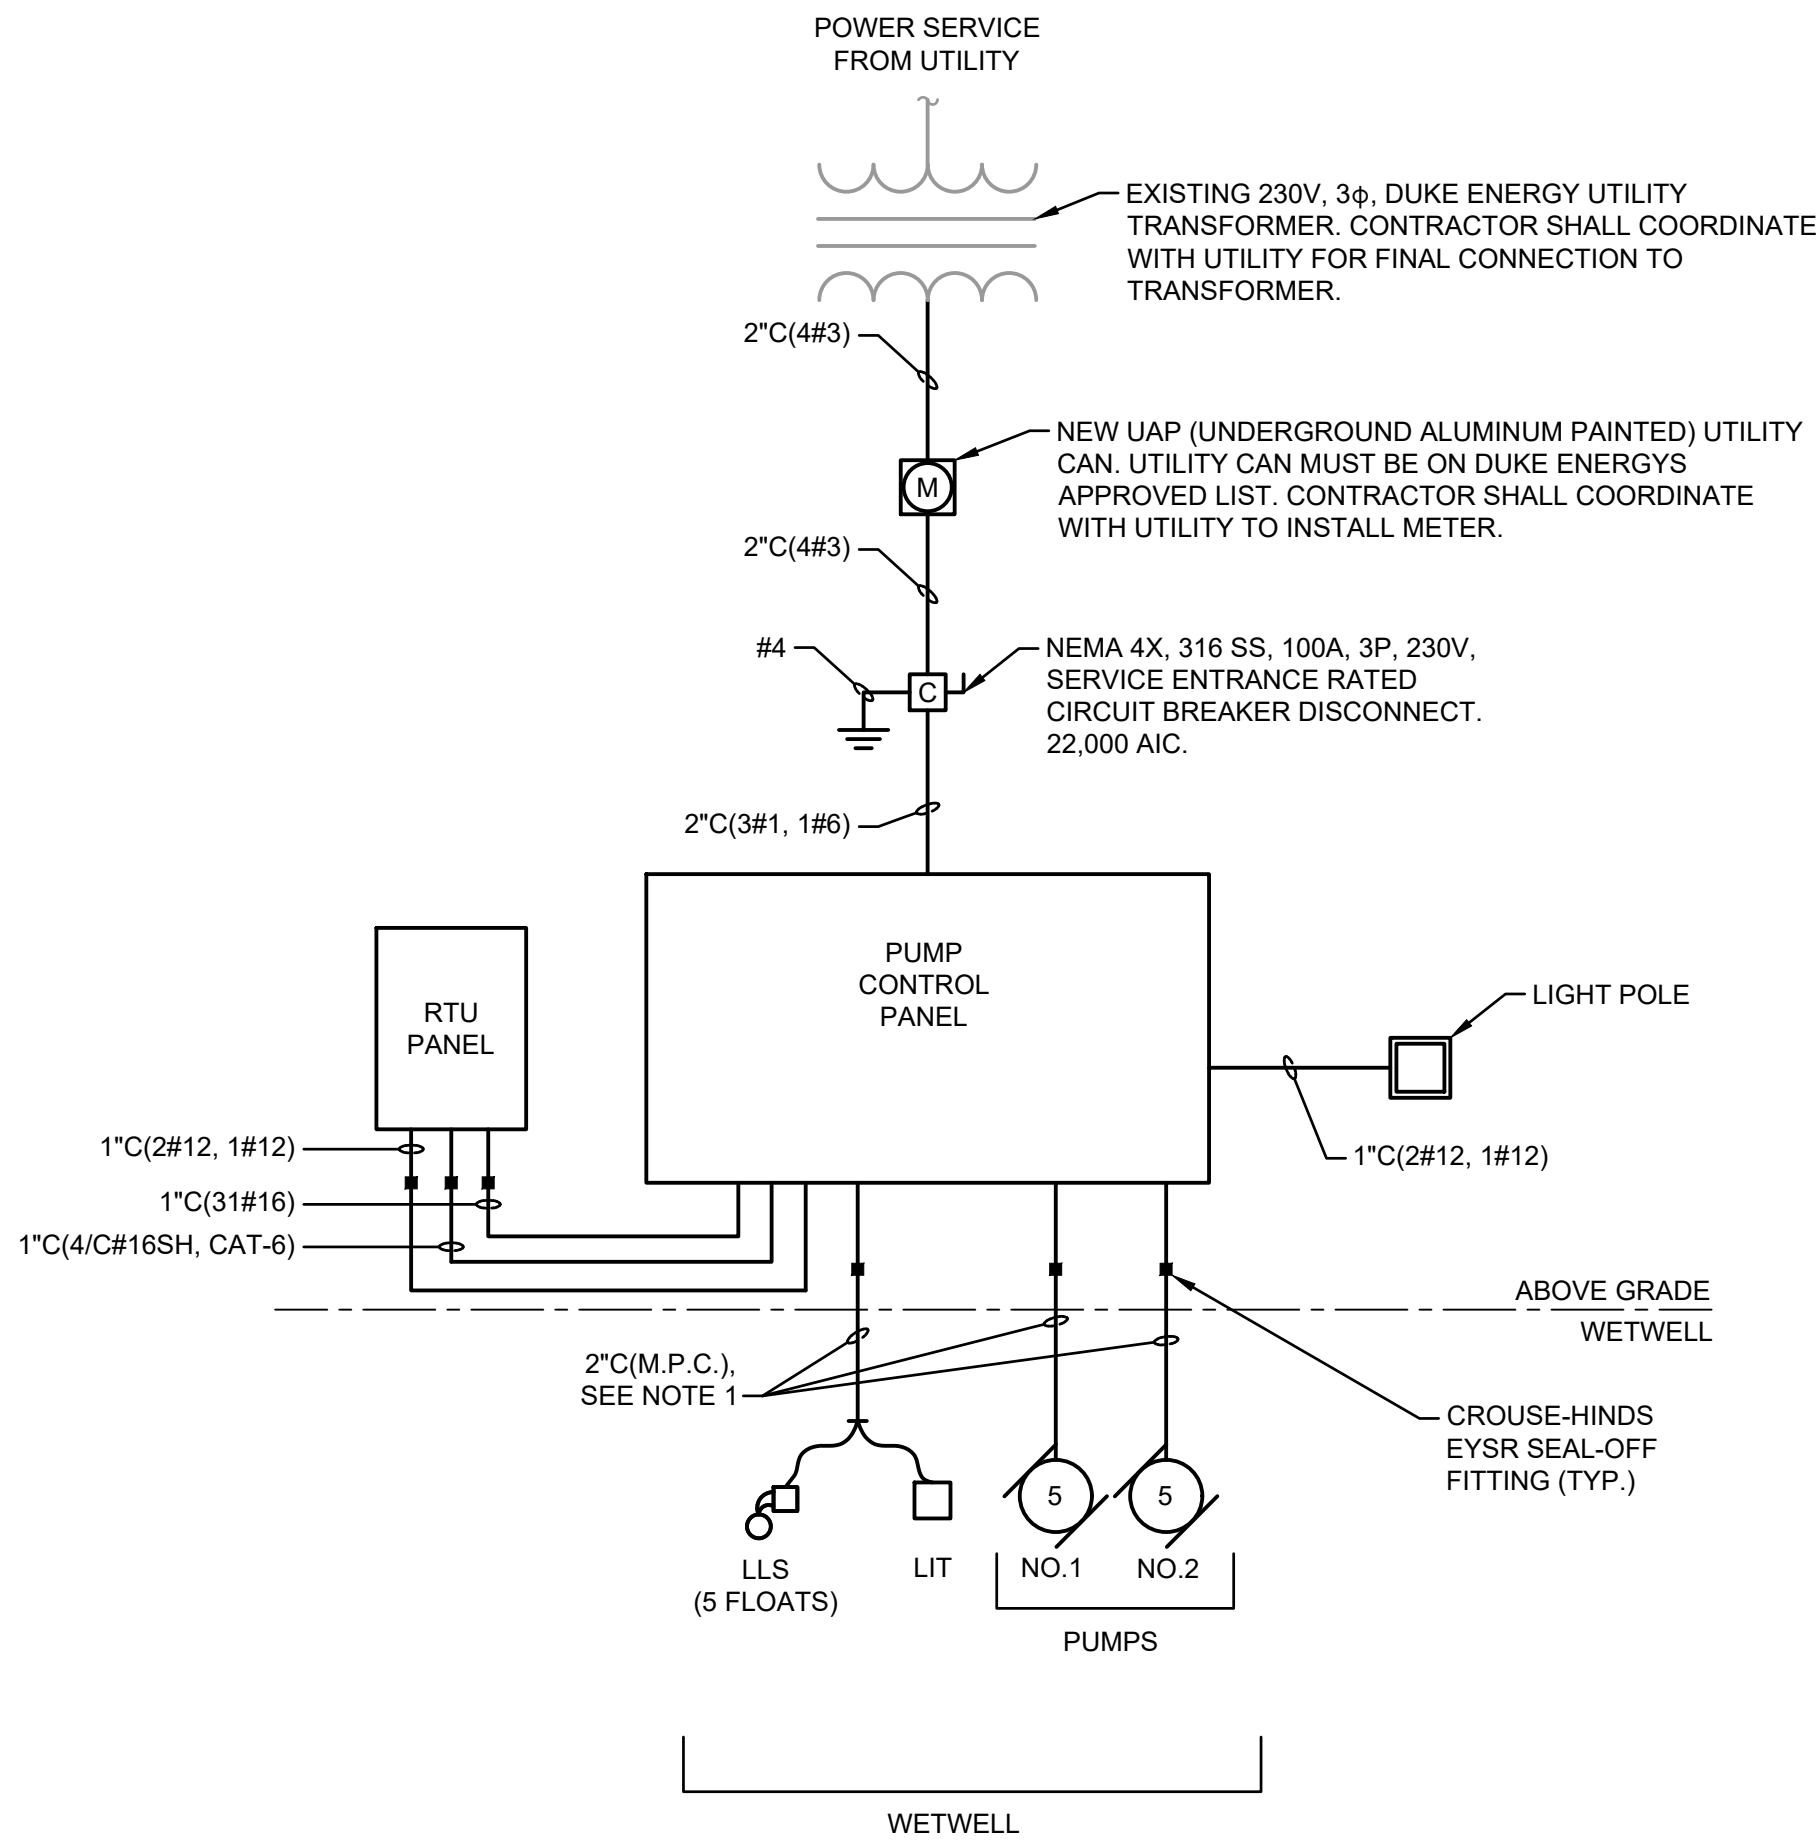 POWER SERVICE
FROM UTILITY
EXISTING 230V, 3ϕ, DUKE ENERGY UTILITY
TRANSFORMER. CONTRACTOR SHALL COORDINATE
WITH UTILITY FOR FINAL CONNECTION TO
TRANSFORMER.
2"C(4#3)
NEW UAP (UNDERGROUND ALUMINUM PAINTED) UTILITY
CAN. UTILITY CAN MUST BE ON DUKE ENERGYS
APPROVED LIST. CONTRACTOR SHALL COORDINATE
WITH UTILITY TO INSTALL METER.
M
2"C(4#3)
#4
C
NEMA 4X, 316 SS, 100A, 3P, 230V,
SERVICE ENTRANCE RATED
CIRCUIT BREAKER DISCONNECT.
22,000 AIC.
2"C(3#1, 1#6)
PUMP
CONTROL
PANEL
RTU
PANEL
LIGHT POLE
1"C(2#12, 1#12)
1"C(2#12, 1#12)
1"C(31#16)
1"C(4/C#16SH, CAT-6)
ABOVE GRADE
WETWELL
2"C(M.P.C.),
SEE NOTE 1
CROUSE-HINDS
EYSR SEAL-OFF
FITTING (TYP.)
5
5
LLS
(5 FLOATS)
LIT
NO.1
NO.2
PUMPS
WETWELL